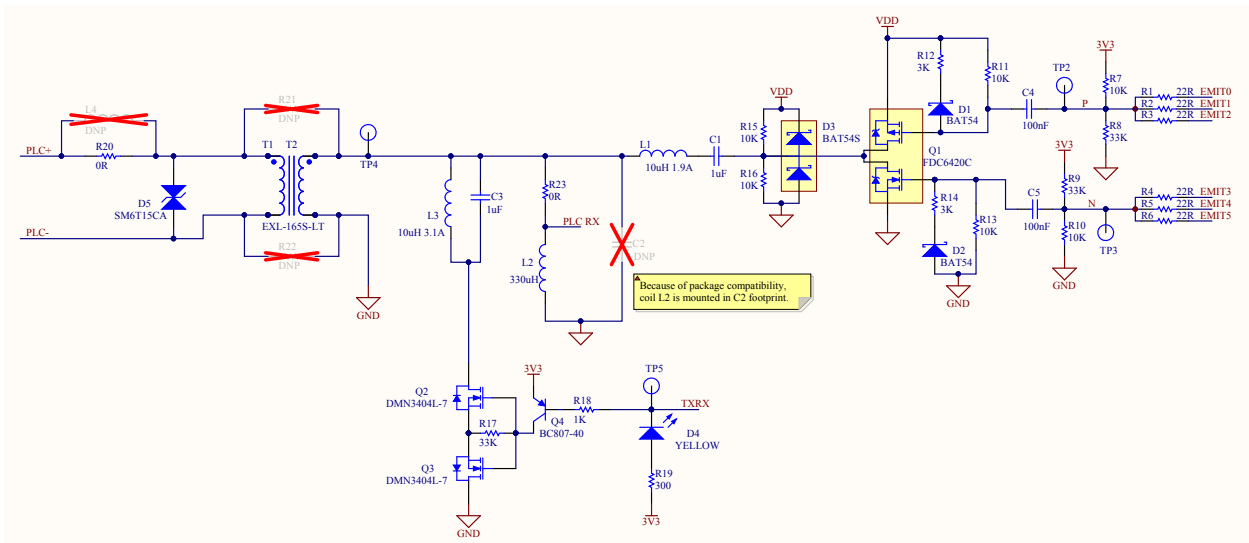 VDD
R12
3K
R11
10K
D1
BAT54
C4
100nF
TP2
P
3V3
R7
10K
R8
33K
R1 22R EMIT0
R2 22R EMIT1
R3 22R EMIT2
L4
DNP
R20
0R
PLC+
PLC-
D5
SM6T15CA
R21
DNP
T1 T2
EXL-165S-LT
R22
DNP
TP4
GND
L3
10uH 3.1A
C3
1uF
R23
0R
PLC RX
L2
330uH
C2
DNP
Because of package compatibility,
coil L2 is mounted in C2 footprint.
L1
10uH 1.9A
C1
1uF
VDD
R15
10K
R16
10K
D3
BAT54S
Q1
FDC6420C
R14
3K
D2
BAT54
R13
10K
GND
C5
100nF
3V3
R9
33K
N
R10
10K
GND
TP3
R4 22R EMIT3
R5 22R EMIT4
R6 22R EMIT5
Q2
DMN3404L-7
R17
33K
Q3
DMN3404L-7
GND
3V3
Q4
BC807-40
R18
1K
TP5
TXRX
D4
YELLOW
R19
300
3V3